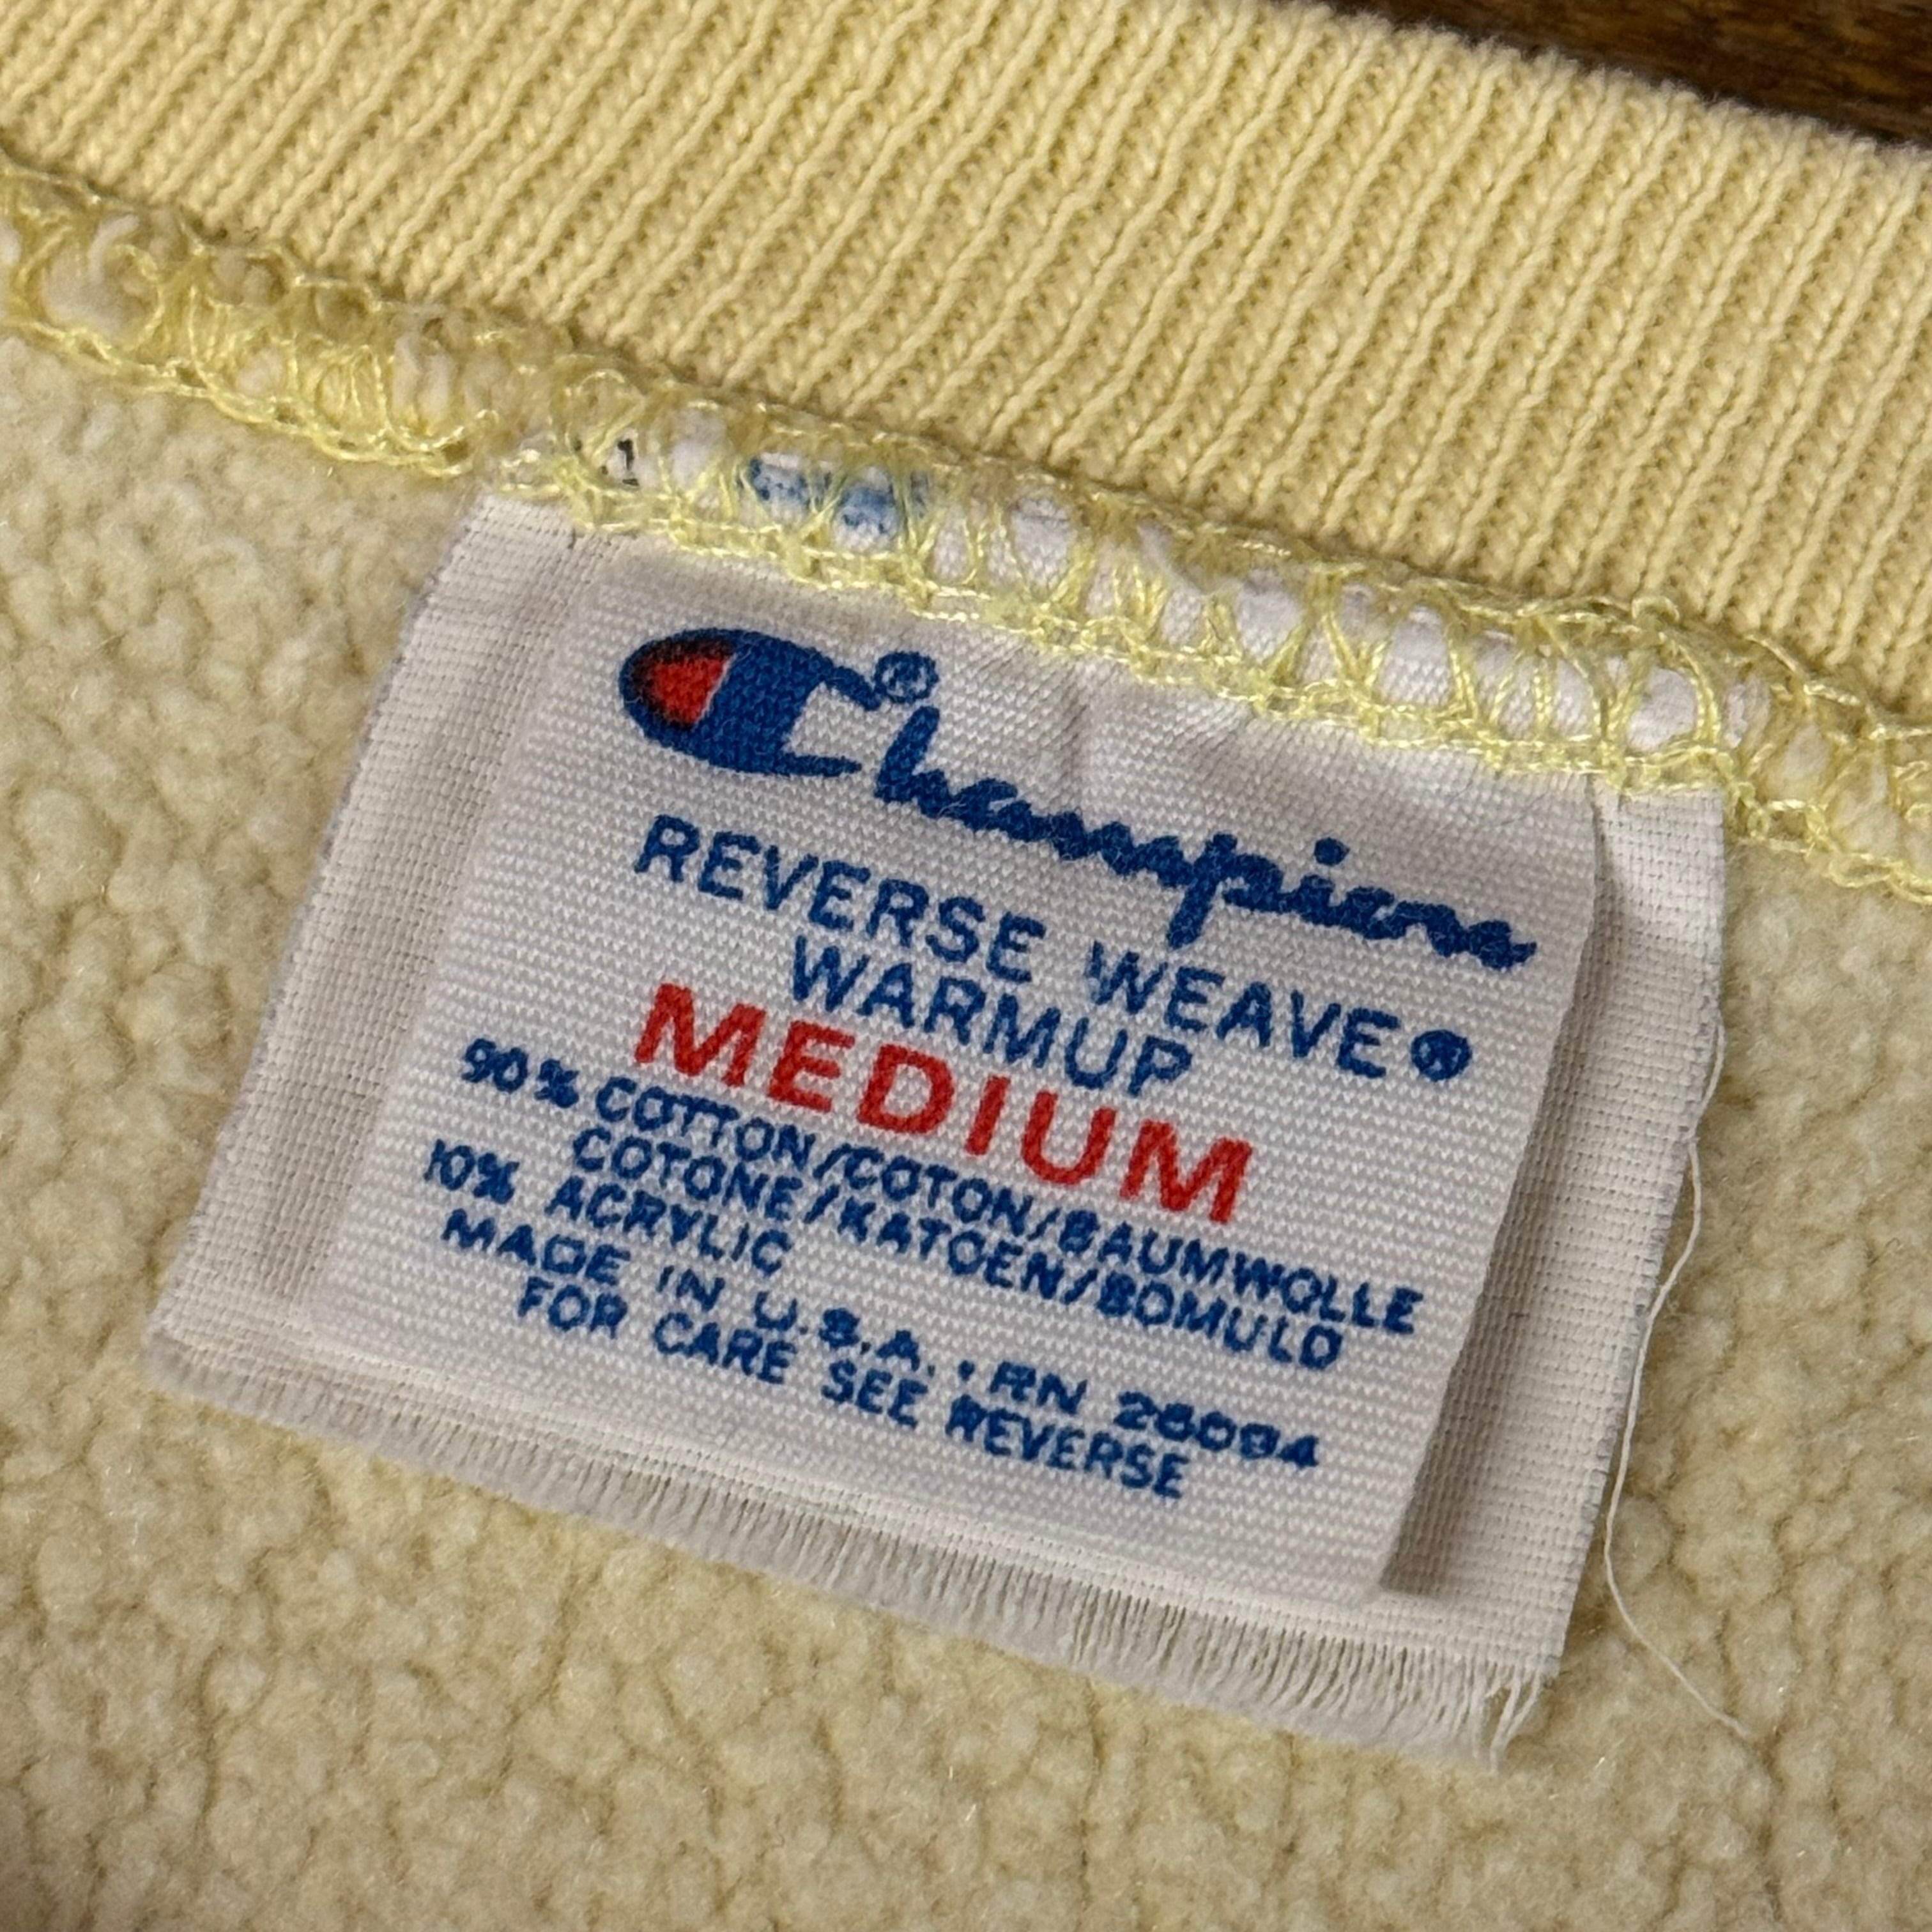 Champion®
REVERSE WEAVE®
WARMUP
MEDIUM
90% COTTON/COTON/BAUMWOLLE
COTONE/KATOEN/BOMULD
10% ACRYLIC
MADE IN U.S.A. • RN 26094
FOR CARE SEE REVERSE